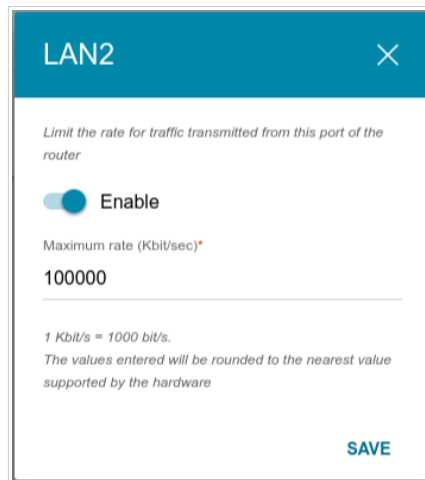 LAN2
Limit the rate for traffic transmitted from this port of the
router
Enable
Maximum rate (Kbit/sec)*
100000
1 Kbit/s = 1000 bit/s.
The values entered will be rounded to the nearest value
supported by the hardware
SAVE